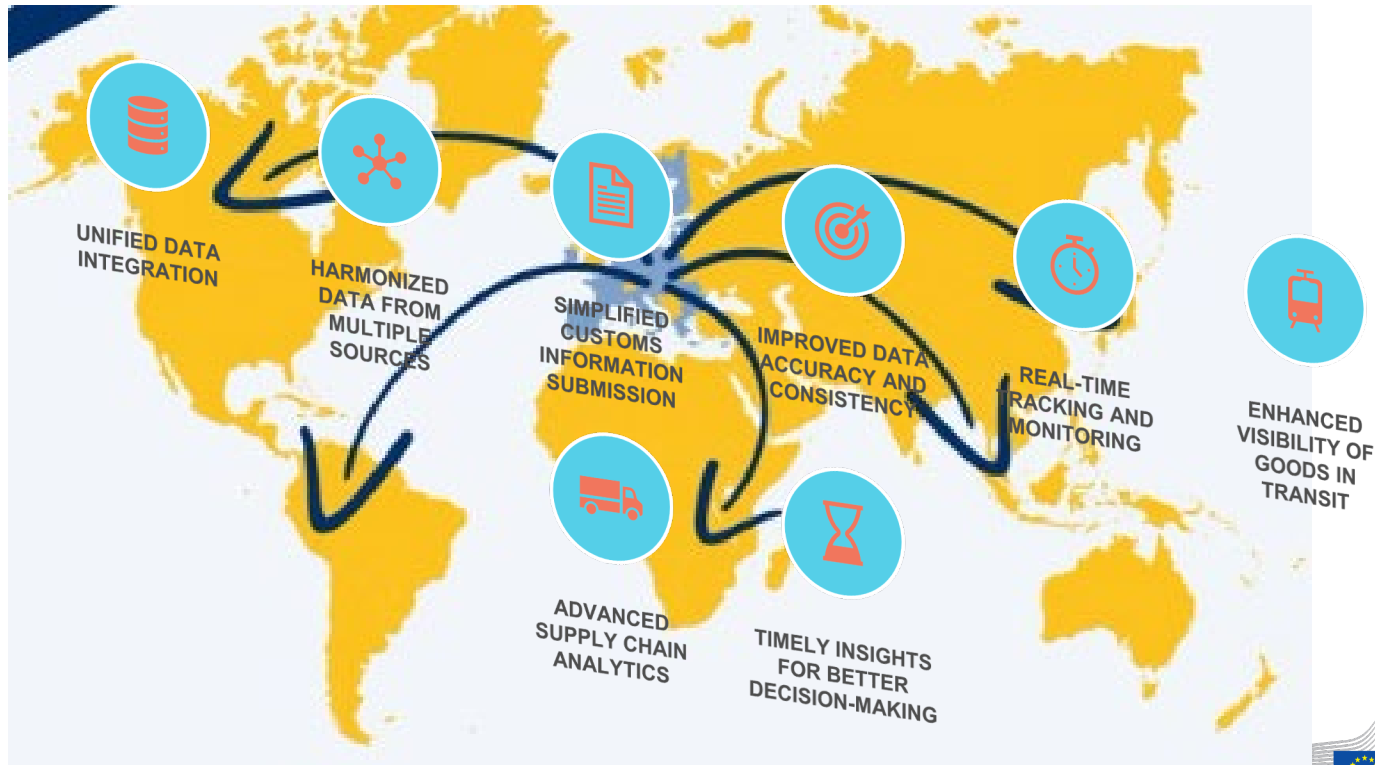 UNIFIED DATA
INTEGRATION
HARMONIZED
DATA FROM
MULTIPLE
SOURCES
SIMPLIFIED
CUSTOMS
INFORMATION
SUBMISSION
IMPROVED DATA
ACCURACY AND
CONSISTENCY
REAL-TIME
TRACKING AND
MONITORING
ENHANCED
VISIBILITY OF
GOODS IN
TRANSIT
ADVANCED
SUPPLY CHAIN
ANALYTICS
TIMELY INSIGHTS
FOR BETTER
DECISION-MAKING